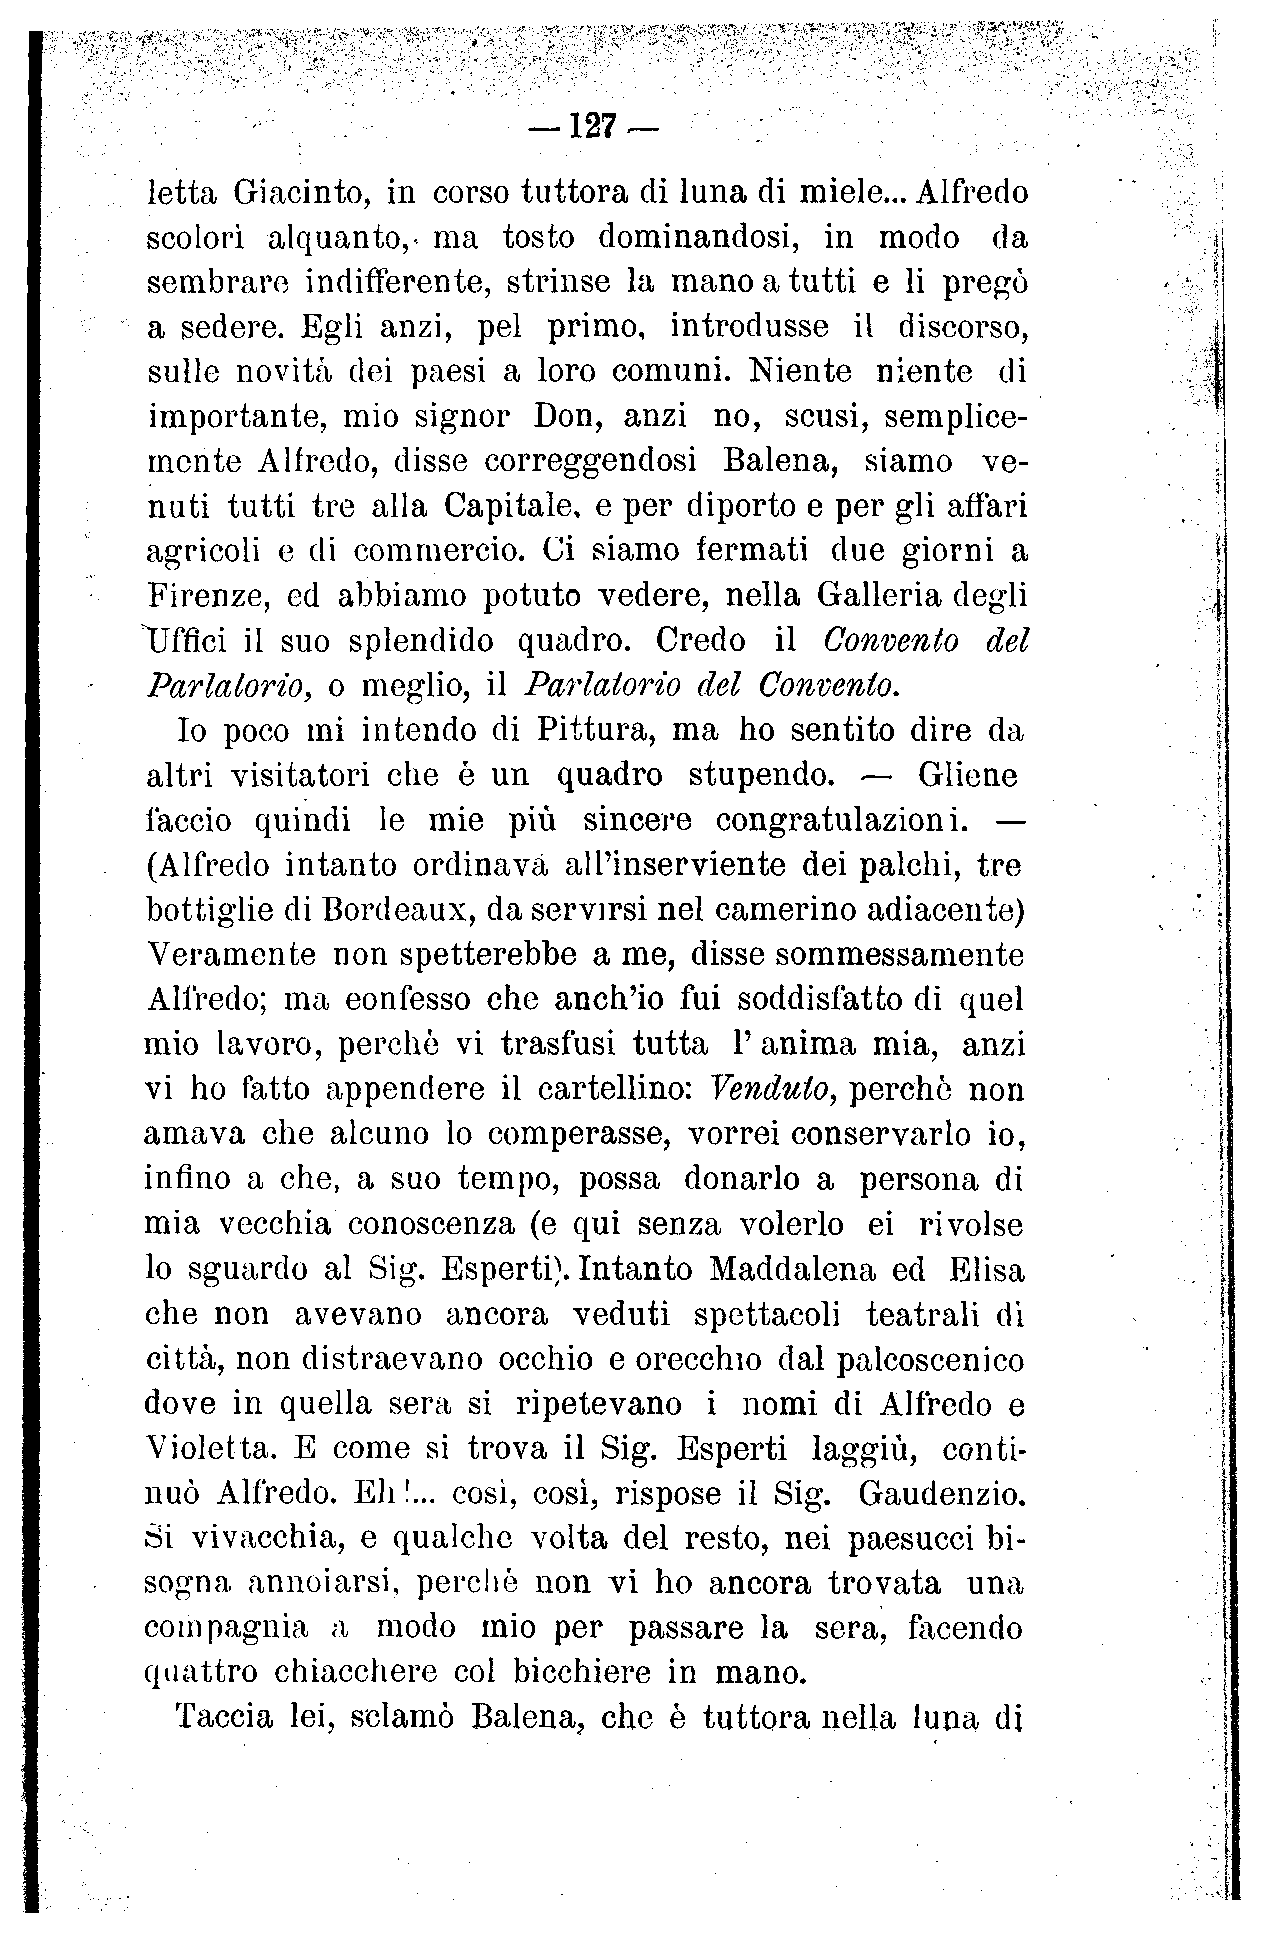 — 127 —
letta Giacinto, in corso tuttora di luna di miele... Alfredo
scolorì alquanto, ma tosto dominandosi, in modo da
sembrare indifferente, strinse la mano a tutti e li pregò
a sedere. Egli anzi, pel primo, introdusse il discorso,
sulle novità dei paesi a loro comuni. Niente niente di
importante, mio signor Don, anzi no, scusi, semplice-
mente Alfredo, disse correggendosi Balena, siamo ve-
nuti tutti tre alla Capitale, e per diporto e per gli affari
agricoli e di commercio. Ci siamo fermati due giorni a
Firenze, ed abbiamo potuto vedere, nella Galleria degli
Uffici il suo splendido quadro. Credo il Convento del
Parlatorio, o meglio, il Parlatorio del Convento.
Io poco mi intendo di Pittura, ma ho sentito dire da
altri visitatori che è un quadro stupendo. — Gliene
faccio quindi le mie più sincere congratulazioni. —
(Alfredo intanto ordinava all'inserviente dei palchi, tre
bottiglie di Bordeaux, da servirsi nel camerino adiacente)
Veramente non spetterebbe a me, disse sommessamente
Alfredo; ma eonfesso che anch'io fui soddisfatto di quel
mio lavoro, perchè vi trasfusi tutta l' anima mia, anzi
vi ho fatto appendere il cartellino: Venduto, perchè non
amava che alcuno lo comperasse, vorrei conservarlo io,
infino a che, a suo tempo, possa donarlo a persona di
mia vecchia conoscenza (e qui senza volerlo ei rivolse
lo sguardo al Sig. Esperti). Intanto Maddalena ed Elisa
che non avevano ancora veduti spettacoli teatrali di
città, non distraevano occhio e orecchio dal palcoscenico
dove in quella sera si ripetevano i nomi di Alfredo e
Violetta. E come si trova il Sig. Esperti laggiù, conti-
nuò Alfredo. Eh!... così, così, rispose il Sig. Gaudenzio.
Si vivacchia, e qualche volta del resto, nei paesucci bi-
sogna annoiarsi, perchè non vi ho ancora trovata una
compagnia a modo mio per passare la sera, facendo
quattro chiacchere col bicchiere in mano.
Taccia lei, sclamò Balena, che è tuttora nella luna di